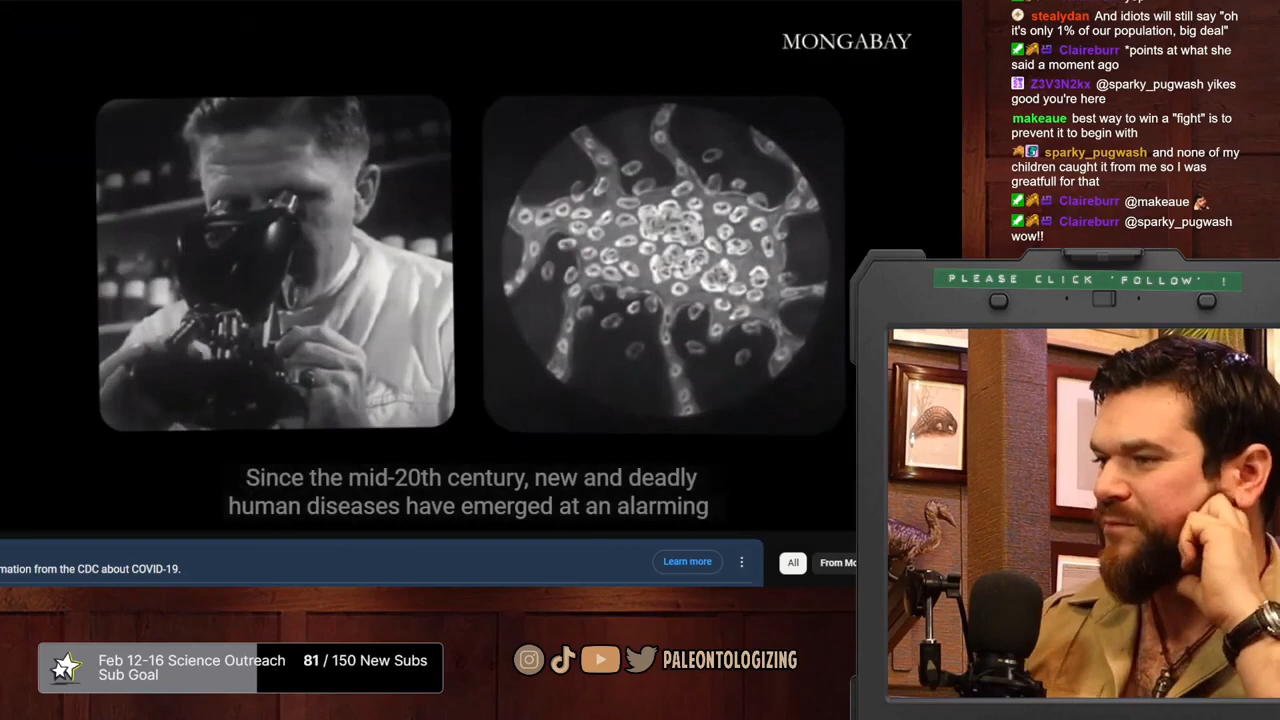 MONGABAY
Since the mid-20th century, new and deadly
human diseases have emerged at an alarming
mation from the CDC about COVID-19.
Learn more
All
From Mo
Feb 12-16 Science Outreach
Sub Goal
81 / 150 New Subs
PALEONTOLOGIZING
stealydan And idiots will still say "oh
it's only 1% of our population, big deal"
Claireburr *points at what she
said a moment ago
Z3V3N2kx @sparky_pugwash yikes
good you're here
makeaue best way to win a "fight" is to
prevent it to begin with
sparky_pugwash and none of my
children caught it from me so I was
greatfull for that
Claireburr @makeaue
Claireburr @sparky_pugwash
wow!!
PLEASE CLICK 'FOLLOW' !